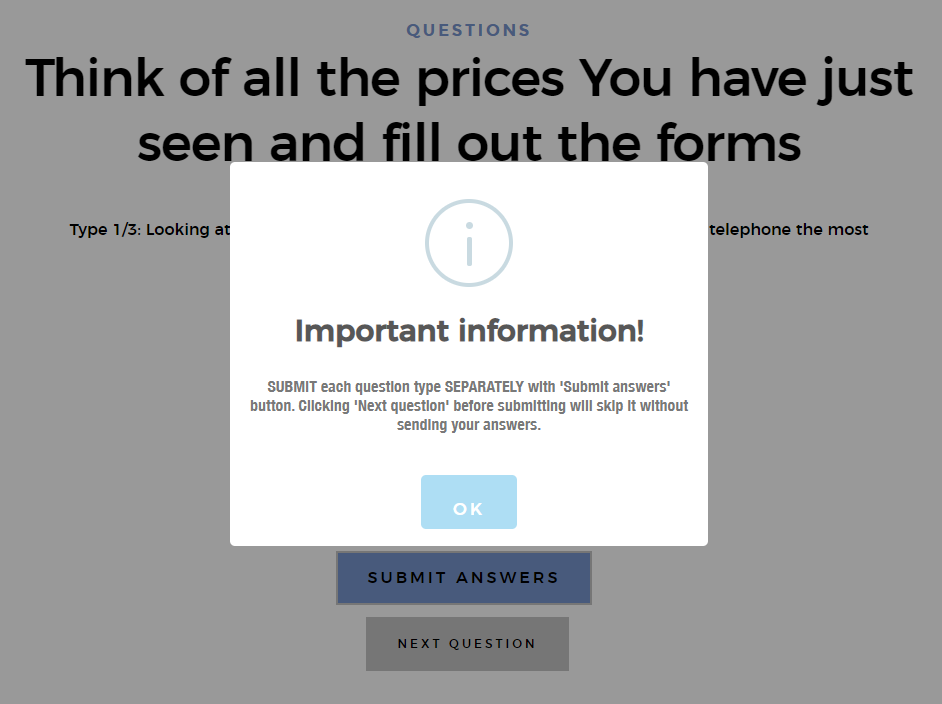 QUESTIONS
Think of all the prices You have just
seen and fill out the forms
Type 1/3: Looking at telephone the most
Important information!
SUBMIT each question type SEPARATELY with 'Submit answers'
button. Clicking 'Next question' before submitting will skip it without
sending your answers.
OK
SUBMIT ANSWERS
NEXT QUESTION